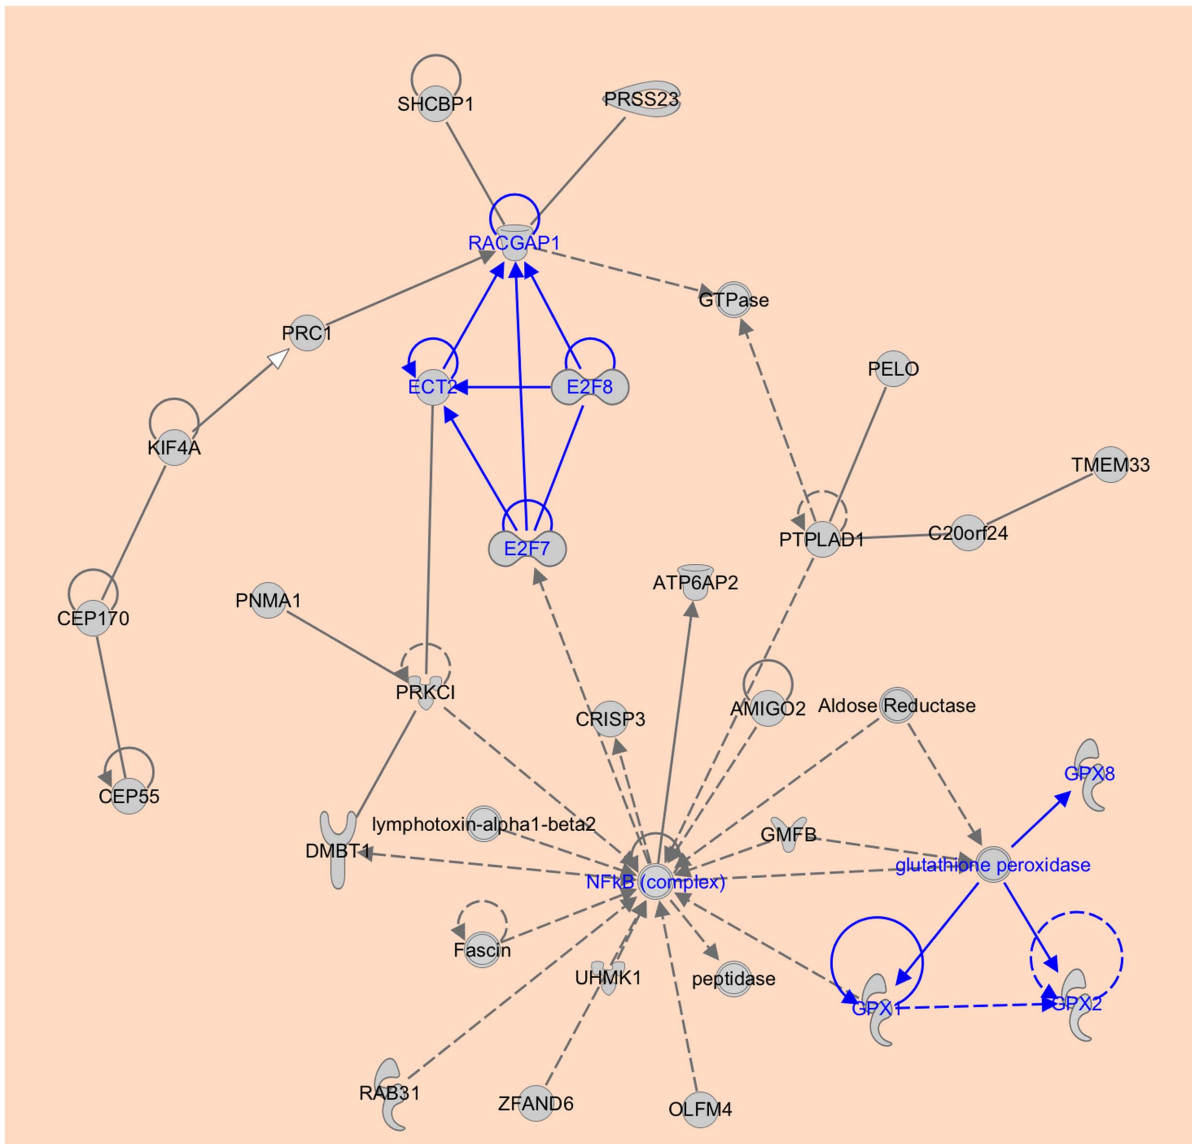 SHCBP1
PRSS23
RACGAP1
GTPase
PRC1
PELO
ECT2
E2F8
KIF4A
TMEM33
C20orf24
PTPLAD1
E2F7
ATP6AP2
PNMA1
CEP170
PRKCI
CRISP3
AMIGO2
Aldose Reductase
GPX8
CEP55
lymphotoxin-alpha1-beta2
GMFB
DMBT1
glutathione peroxidase
NFkB (complex)
Fascin
UHMK1
peptidase
GPX1
GPX2
RAB31
ZFAND6
OLFM4